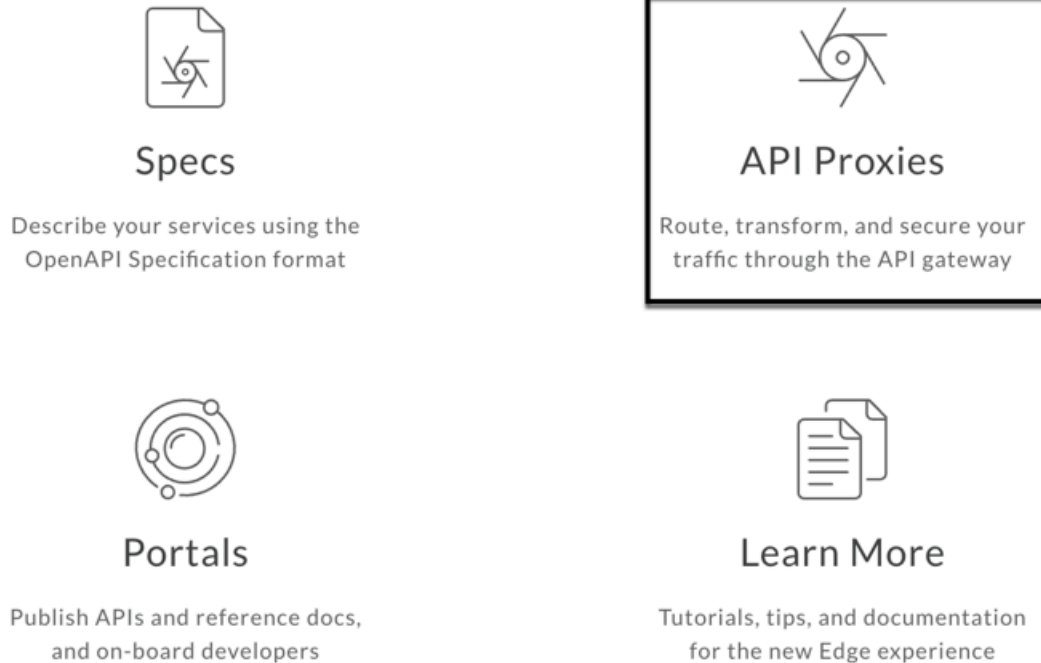 Specs
Describe your services using the
OpenAPI Specification format
API Proxies
Route, transform, and secure your
traffic through the API gateway
Portals
Publish APIs and reference docs,
and on-board developers
Learn More
Tutorials, tips, and documentation
for the new Edge experience